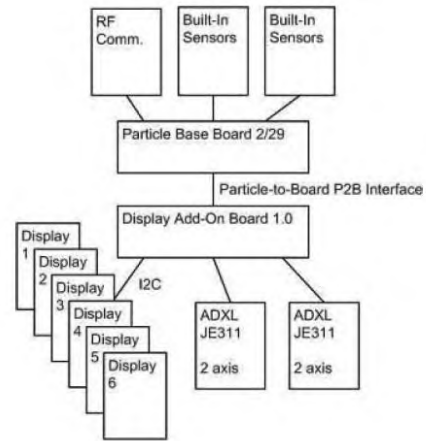 RF
Comm.
Built-In
Sensors
Built-In
Sensors
Particle Base Board 2/29
Particle-to-Board P2B Interface
Display Add-On Board 1.0
Display
1
Display
2
Display
3
Display
4
Display
5
Display
6
I2C
ADXL
JE311
2 axis
ADXL
JE311
2 axis